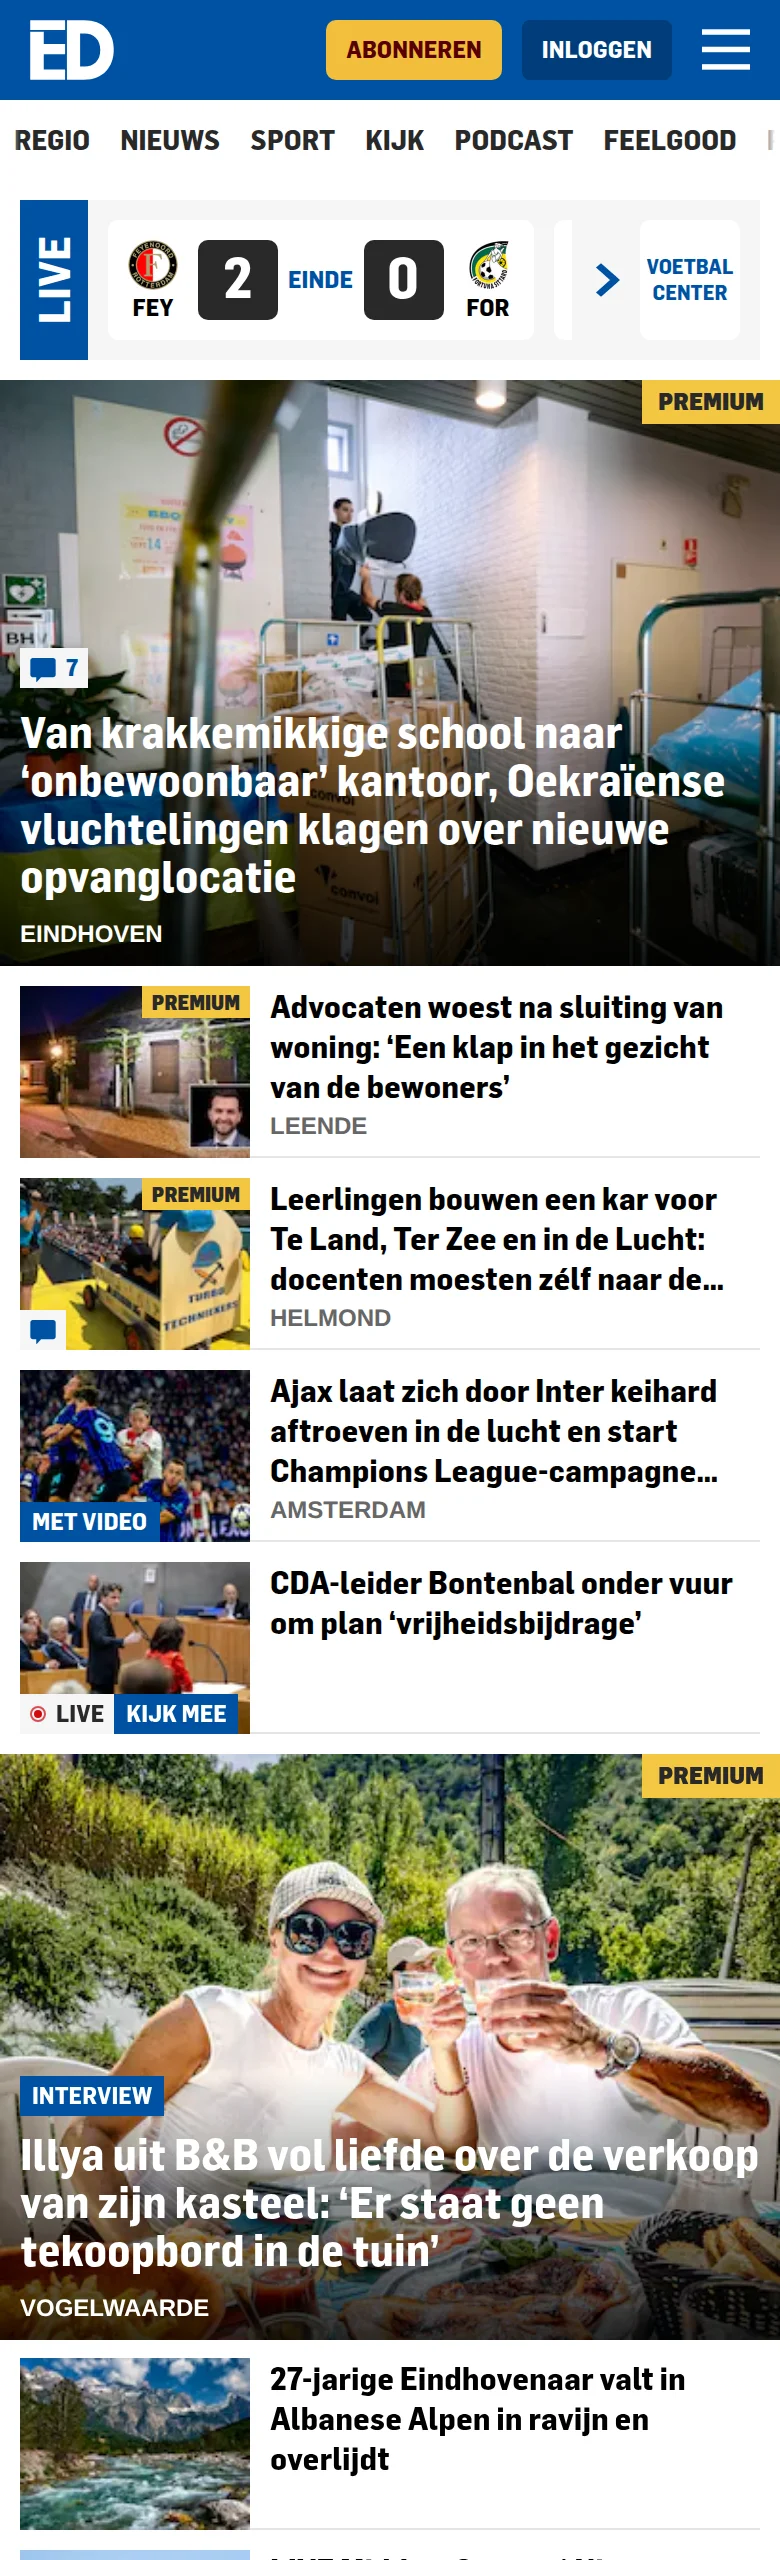 ED
ABONNEREN
INLOGGEN
REGIO NIEUWS SPORT KIJK PODCAST FEELGOOD
LIVE
FEY
2
EINDE
0
FOR
VOETBAL
CENTER
PREMIUM
BHV
7
Van krakkemikkige school naar
‘onbewoonbaar’ kantoor, Oekraïense
vluchtelingen klagen over nieuwe
opvanglocatie
convoi
convoi
EINDHOVEN
PREMIUM
Advocaten woest na sluiting van
woning: ‘Een klap in het gezicht
van de bewoners’
LEENDE
PREMIUM
TURBO
TECHNIEKERS
Leerlingen bouwen een kar voor
Te Land, Ter Zee en in de Lucht:
docenten moesten zélf naar de...
HELMOND
9
MET VIDEO
Ajax laat zich door Inter keihard
aftroeven in de lucht en start
Champions League-campagne...
AMSTERDAM
LIVE KIJK MEE
CDA-leider Bontenbal onder vuur
om plan ‘vrijheidsbijdrage’
PREMIUM
INTERVIEW
Illya uit B&B vol liefde over de verkoop
van zijn kasteel: ‘Er staat geen
tekoopbord in de tuin’
VOGELWAARDE
27-jarige Eindhovenaar valt in
Albanese Alpen in ravijn en
overlijdt